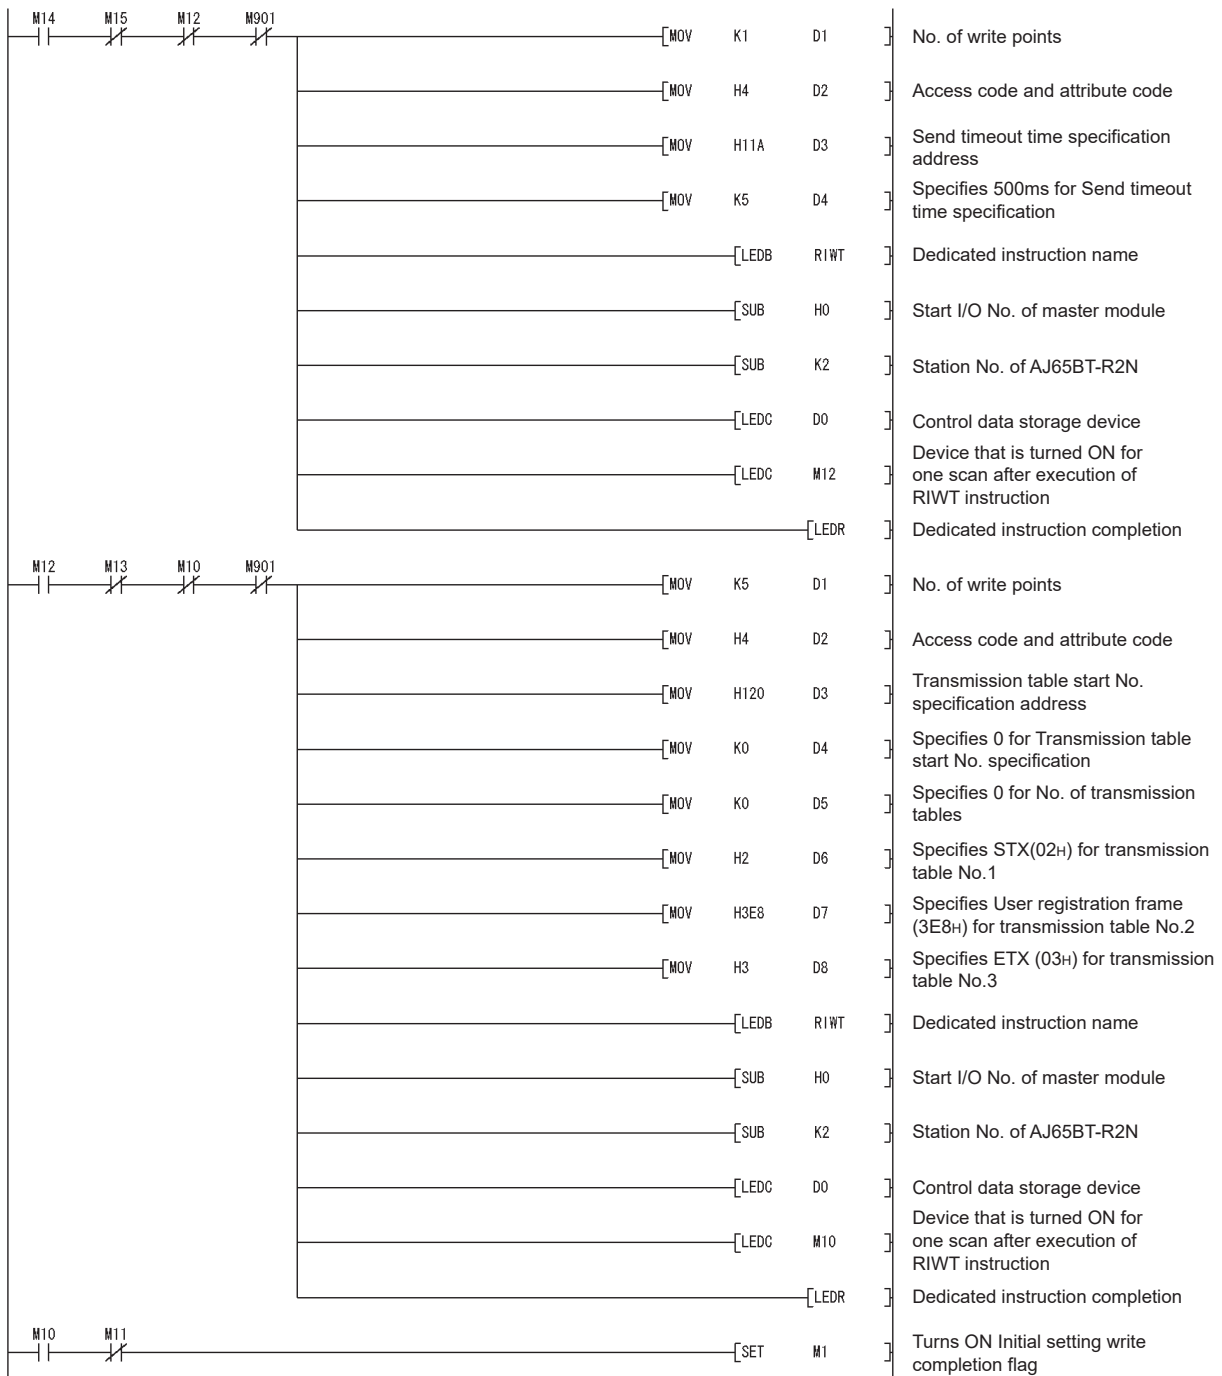 M14 M15 M12 M901
[MOV K1 D1 ] No. of write points
[MOV H4 D2 ] Access code and attribute code
[MOV H11A D3 ] Send timeout time specification
address
[MOV K5 D4 ] Specifies 500ms for Send timeout
time specification
[LEDB RIWT ] Dedicated instruction name
[SUB H0 ] Start I/O No. of master module
[SUB K2 ] Station No. of AJ65BT-R2N
[LEDC D0 ] Control data storage device
Device that is turned ON for
[LEDC M12 ] one scan after execution of
RIWT instruction
[LEDR ] Dedicated instruction completion
M12 M13 M10 M901
[MOV K5 D1 ] No. of write points
[MOV H4 D2 ] Access code and attribute code
[MOV H120 D3 ] Transmission table start No.
specification address
[MOV K0 D4 ] Specifies 0 for Transmission table
start No. specification
[MOV K0 D5 ] Specifies 0 for No. of transmission
tables
[MOV H2 D6 ] Specifies STX(02H) for transmission
table No.1
[MOV H3E8 D7 ] Specifies User registration frame
(3E8H) for transmission table No.2
[MOV H3 D8 ] Specifies ETX (03H) for transmission
table No.3
[LEDB RIWT ] Dedicated instruction name
[SUB H0 ] Start I/O No. of master module
[SUB K2 ] Station No. of AJ65BT-R2N
[LEDC D0 ] Control data storage device
Device that is turned ON for
[LEDC M10 ] one scan after execution of
RIWT instruction
[LEDR ] Dedicated instruction completion
M10 M11
[SET M1 ] Turns ON Initial setting write
completion flag